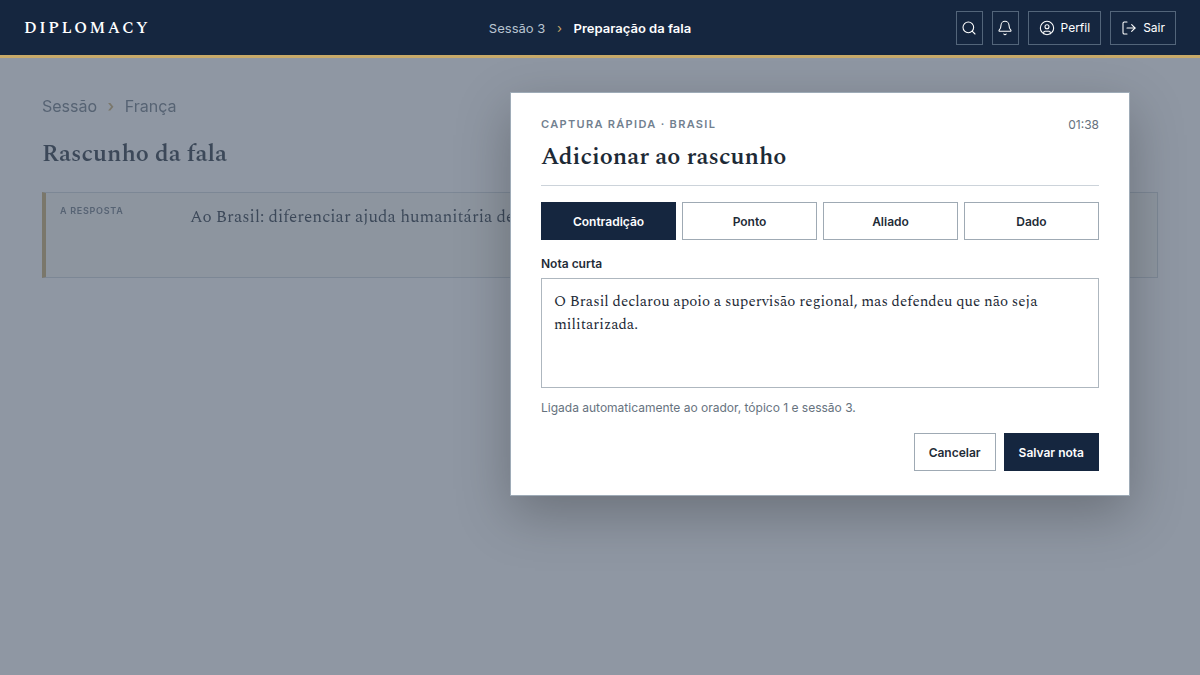 DIPLOMACY
Sessão 3 › Preparação da fala
Perfil
Sair
Sessão › França
Rascunho da fala
A RESPOSTA
Ao Brasil: diferenciar ajuda humanitária de
CAPTURA RÁPIDA · BRASIL
01:38
Adicionar ao rascunho
Contradição
Ponto
Aliado
Dado
Nota curta
O Brasil declarou apoio a supervisão regional, mas defendeu que não seja
militarizada.
Ligada automaticamente ao orador, tópico 1 e sessão 3.
Cancelar
Salvar nota